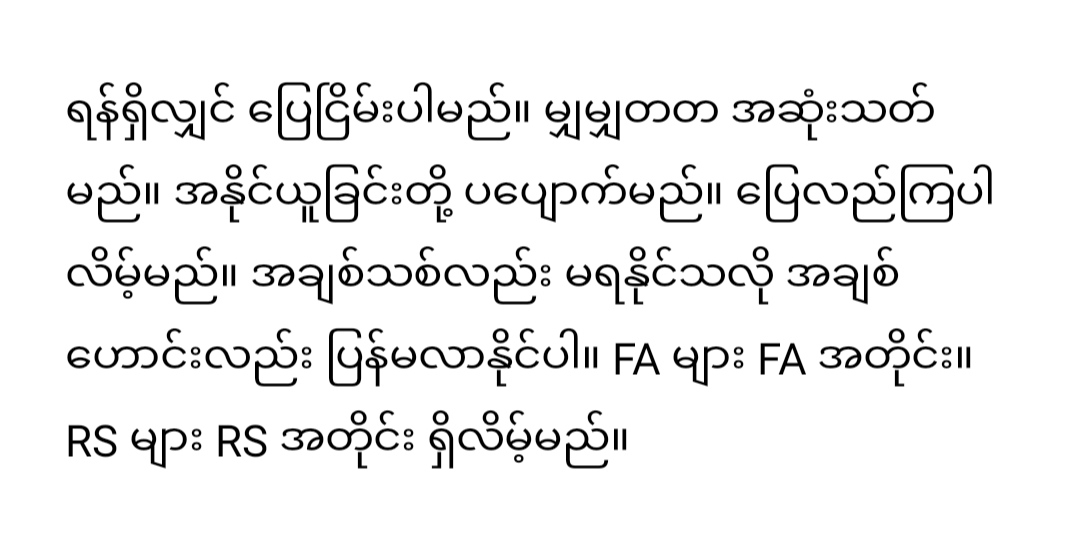 ရန်ရှိလျှင် ပြေငြိမ်းပါမည်။ မျှမျှတတ အဆုံးသတ်
မည်။ အနိုင်ယူခြင်းတို့ ပပျောက်မည်။ ပြေလည်ကြပါ
လိမ့်မည်။ အချစ်သစ်လည်း မရနိုင်သလို အချစ်
ဟောင်းလည်း ပြန်မလာနိုင်ပါ။ FA များ FA အတိုင်း။
RS များ RS အတိုင်း ရှိလိမ့်မည်။